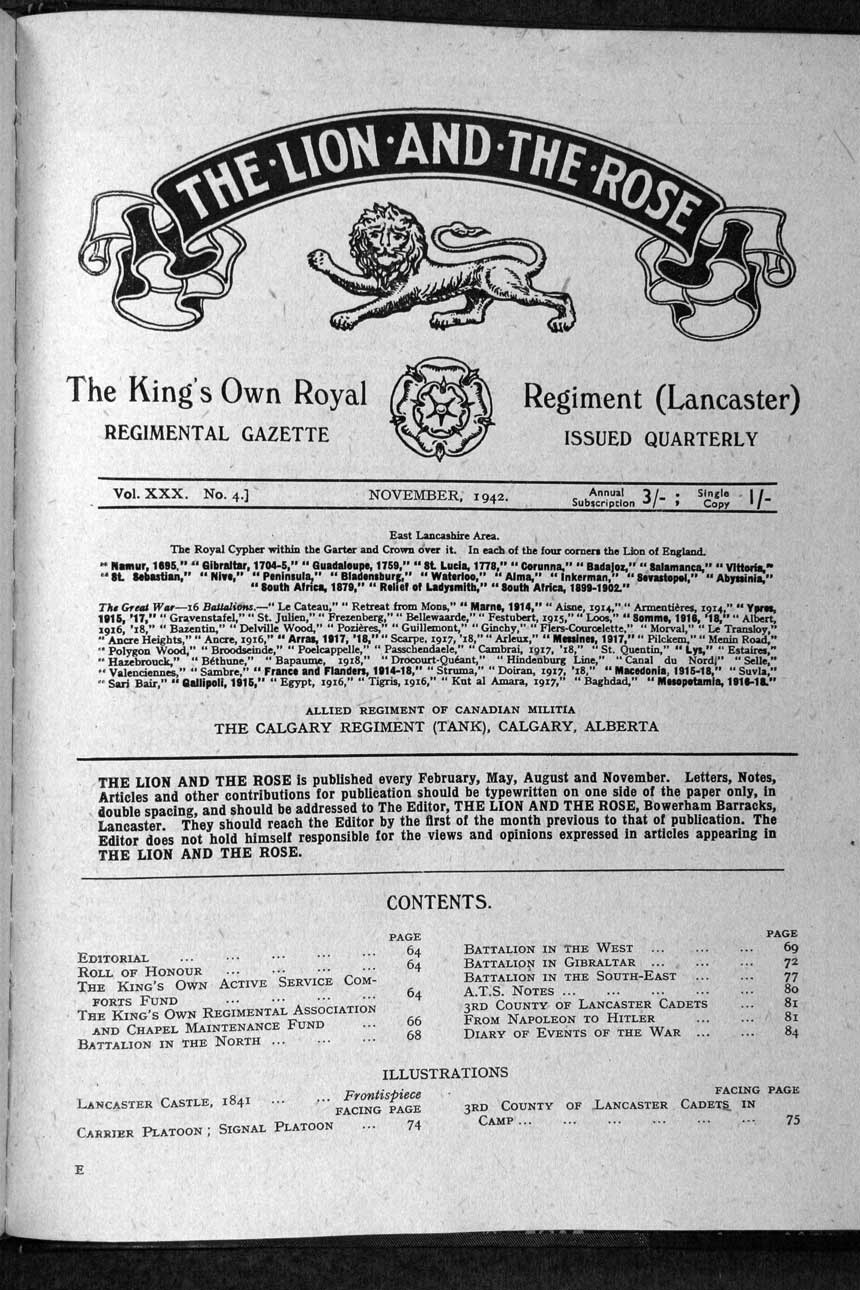 THE · LION · AND · THE · ROSE
The King's Own Royal Regiment (Lancaster)
REGIMENTAL GAZETTE ISSUED QUARTERLY
Vol. XXX. No. 4.] NOVEMBER, 1942. Annual Subscription 3/- ; Single Copy 1/-
East Lancashire Area.
The Royal Cypher within the Garter and Crown over it. In each of the four corners the Lion of England.
"Namur, 1695," "Gibraltar, 1704-5," "Guadaloupe, 1759," "St. Lucia, 1778," "Corunna," "Badajoz," "Salamanca," "Vittoria,"
"St. Sebastian," "Nive," "Peninsula," "Bladensburg," "Waterloo," "Alma," "Inkerman," "Sevastopol," "Abyssinia,"
"South Africa, 1879," "Relief of Ladysmith," "South Africa, 1899-1902."
The Great War—16 Battalions.—"Le Cateau," "Retreat from Mons," "Marne, 1914," "Aisne, 1914," "Armentières, 1914," "Ypres,
1915, '17," "Gravenstafel," "St. Julien," "Frezenberg," "Bellewaarde," "Festubert, 1915," "Loos," "Somme, 1916, '18," "Albert,
1916, '18," "Bazentin," "Delville Wood," "Pozières," "Guillemont," "Ginchy," "Flers-Courcelette," "Morval," "Le Transloy,"
"Ancre Heights," "Ancre, 1916," "Arras, 1917, '18," "Scarpe, 1917, '18," "Arleux," "Messines, 1917," "Pilckem," "Menin Road,"
"Polygon Wood," "Broodseinde," "Poelcappelle," "Passchendaele," "Cambrai, 1917, '18," "St. Quentin," "Lys," "Estaires,"
"Hazebrouck," "Béthune," "Bapaume, 1918," "Drocourt-Quéant," "Hindenburg Line," "Canal du Nord," "Selle,"
"Valenciennes," "Sambre," "France and Flanders, 1914-18," "Struma," "Doiran, 1917, '18," "Macedonia, 1915-18," "Suvla,"
"Sari Bair," "Gallipoli, 1915," "Egypt, 1916," "Tigris, 1916," "Kut al Amara, 1917," "Baghdad," "Mesopotamia, 1916-18."
ALLIED REGIMENT OF CANADIAN MILITIA
THE CALGARY REGIMENT (TANK), CALGARY, ALBERTA
THE LION AND THE ROSE is published every February, May, August and November. Letters, Notes,
Articles and other contributions for publication should be typewritten on one side of the paper only, in
double spacing, and should be addressed to The Editor, THE LION AND THE ROSE, Bowerham Barracks,
Lancaster. They should reach the Editor by the first of the month previous to that of publication. The
Editor does not hold himself responsible for the views and opinions expressed in articles appearing in
THE LION AND THE ROSE.
CONTENTS.
PAGE
EDITORIAL ... ... ... ... ... 64
ROLL OF HONOUR ... ... ... ... 64
THE KING'S OWN ACTIVE SERVICE COM-
FORTS FUND ... ... ... ... 64
THE KING'S OWN REGIMENTAL ASSOCIATION
AND CHAPEL MAINTENANCE FUND ... 66
BATTALION IN THE NORTH ... ... ... 68
PAGE
BATTALION IN THE WEST ... ... ... 69
BATTALION IN GIBRALTAR ... ... ... 72
BATTALION IN THE SOUTH-EAST ... ... 77
A.T.S. NOTES ... ... ... ... ... 80
3RD COUNTY OF LANCASTER CADETS ... 81
FROM NAPOLEON TO HITLER ... ... 81
DIARY OF EVENTS OF THE WAR ... ... 84
ILLUSTRATIONS
LANCASTER CASTLE, 1841 ... ... Frontispiece
FACING PAGE
CARRIER PLATOON ; SIGNAL PLATOON ... 74
FACING PAGE
3RD COUNTY OF LANCASTER CADETS IN
CAMP ... ... ... ... ... ... 75
E